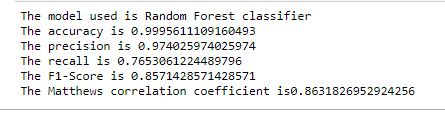 The model used is Random Forest classifier
The accuracy is 0.9995611109160493
The precision is 0.974025974025974
The recall is 0.7653061224489796
The F1-Score is 0.8571428571428571
The Matthews correlation coefficient is0.8631826952924256